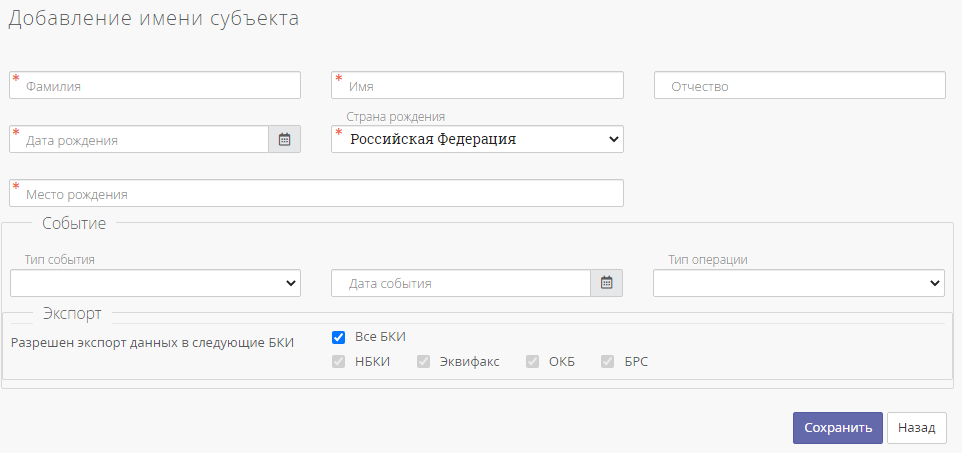 Добавление имени субъекта
* Фамилия * Имя Отчество
Страна рождения
* Дата рождения * Российская Федерация
* Место рождения
Событие
Тип события Тип операции
Дата события
Экспорт
Разрешен экспорт данных в следующие БКИ Все БКИ
НБКИ Эквифакс ОКБ БРС
Сохранить Назад